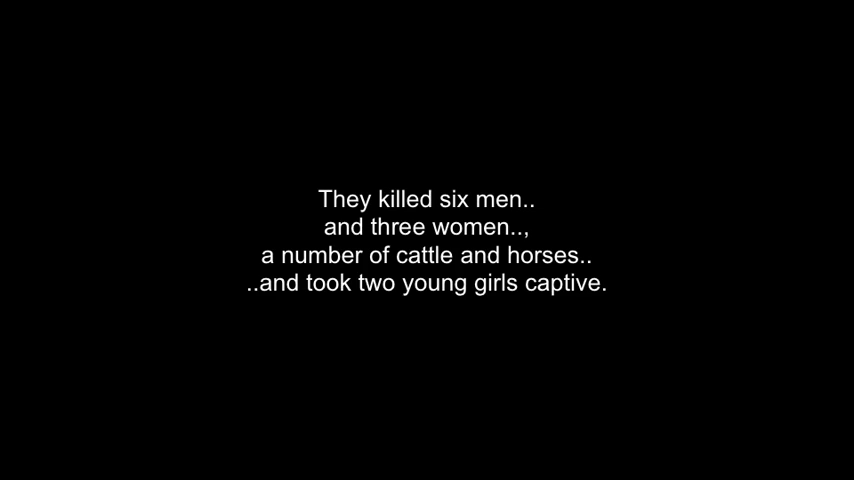 They killed six men..
and three women..,
a number of cattle and horses..
..and took two young girls captive.